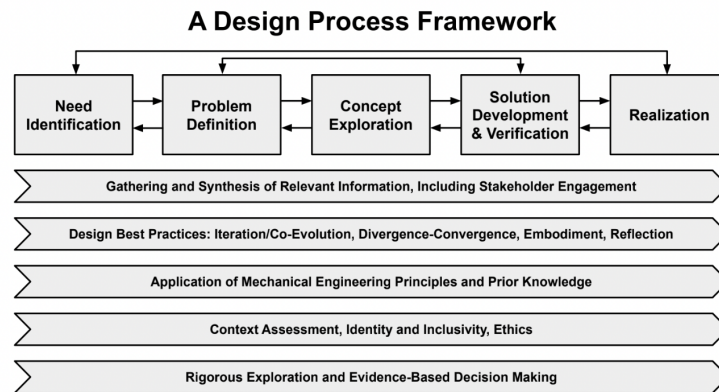 A Design Process Framework
Need
Identification
Problem
Definition
Concept
Exploration
Solution
Development
& Verification
Realization
Gathering and Synthesis of Relevant Information, Including Stakeholder Engagement
Design Best Practices: Iteration/Co-Evolution, Divergence-Convergence, Embodiment, Reflection
Application of Mechanical Engineering Principles and Prior Knowledge
Context Assessment, Identity and Inclusivity, Ethics
Rigorous Exploration and Evidence-Based Decision Making